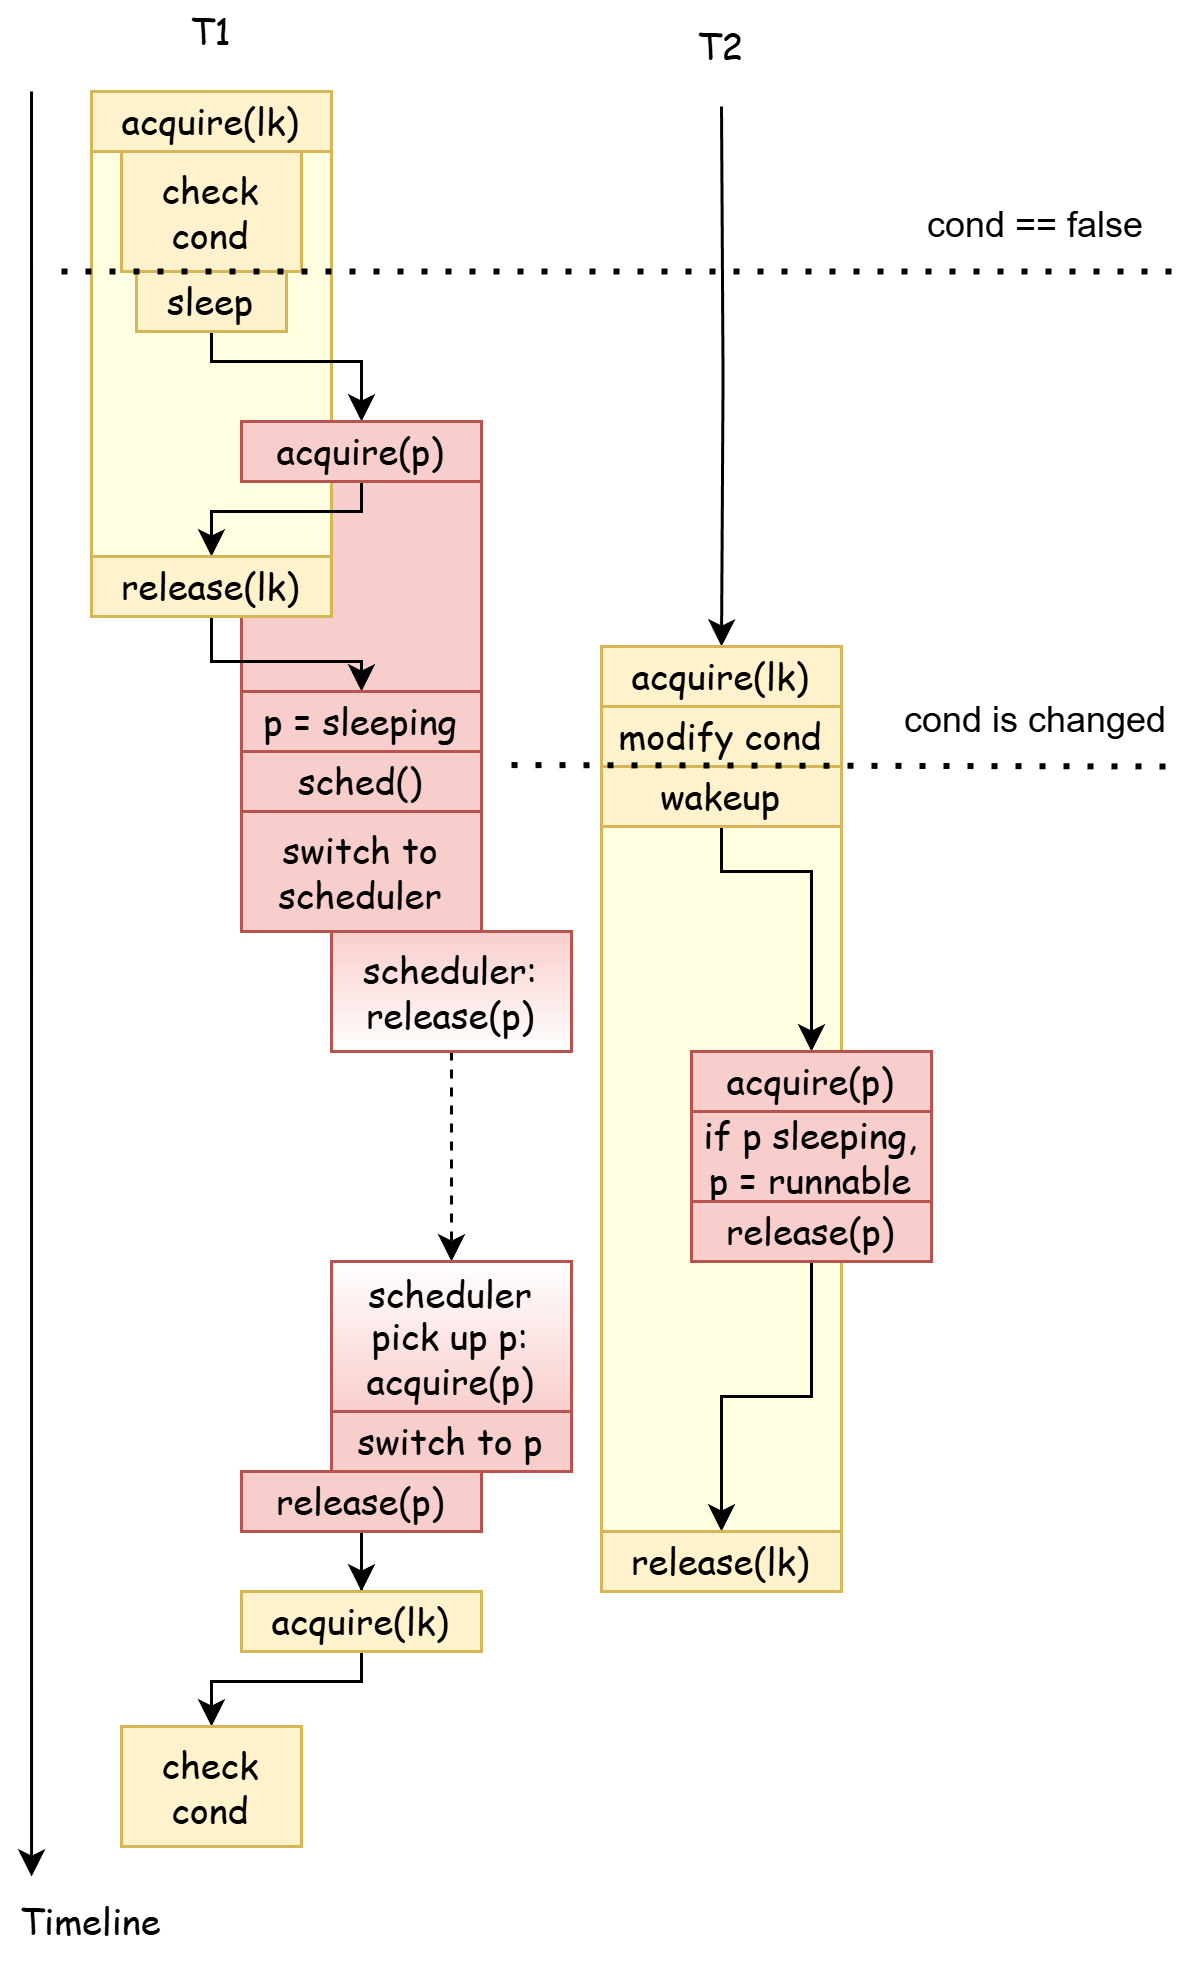 T1
T2
acquire(lk)
check
cond
cond == false
sleep
acquire(p)
release(lk)
acquire(lk)
p = sleeping
modify cond
cond is changed
sched()
wakeup
switch to
scheduler
scheduler:
release(p)
acquire(p)
if p sleeping,
p = runnable
release(p)
scheduler
pick up p:
acquire(p)
switch to p
release(p)
release(lk)
acquire(lk)
check
cond
Timeline